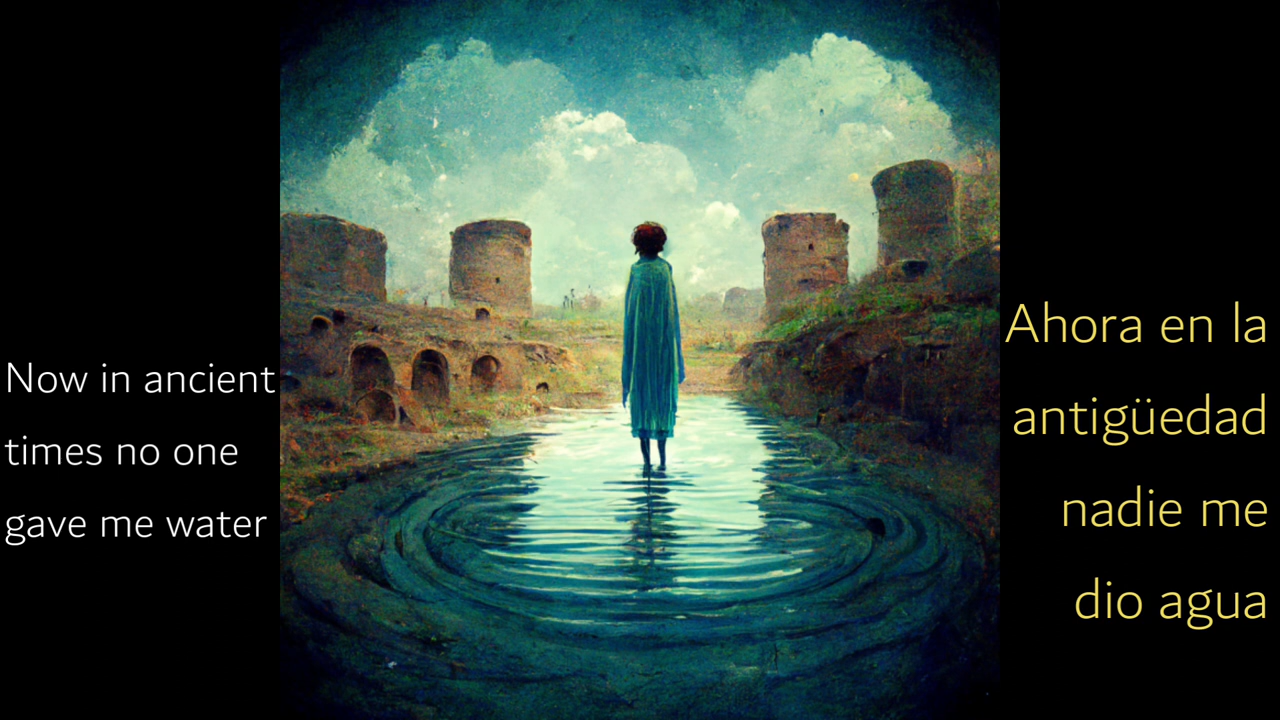 Now in ancient
times no one
gave me water
Ahora en la
antigüedad
nadie me
dio agua